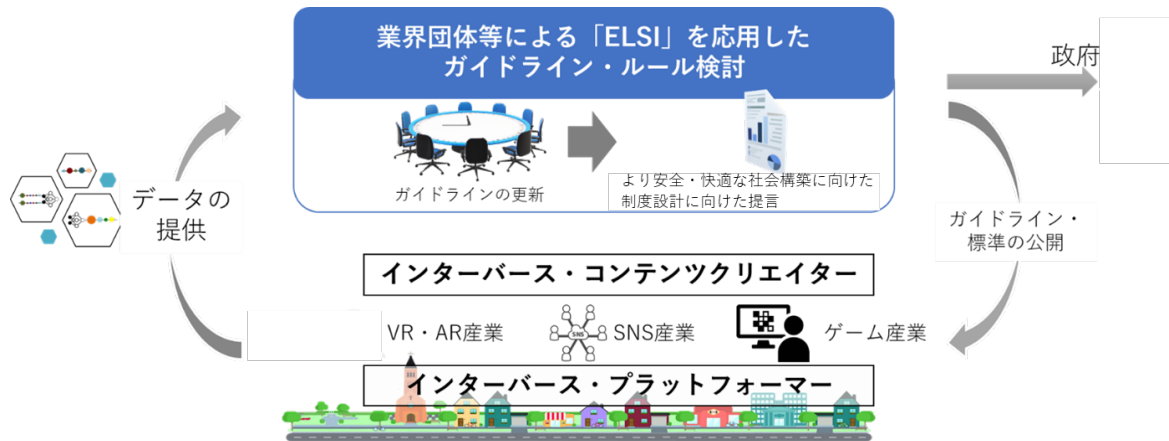 業界団体等による「ELSI」を応用した
ガイドライン・ルール検討
政府
ガイドラインの更新
より安全・快適な社会構築に向けた
制度設計に向けた提言
データの
提供
ガイドライン・
標準の公開
インターバース・コンテンツクリエイター
VR・AR産業
SNS
SNS産業
ゲーム産業
インターバース・プラットフォーマー